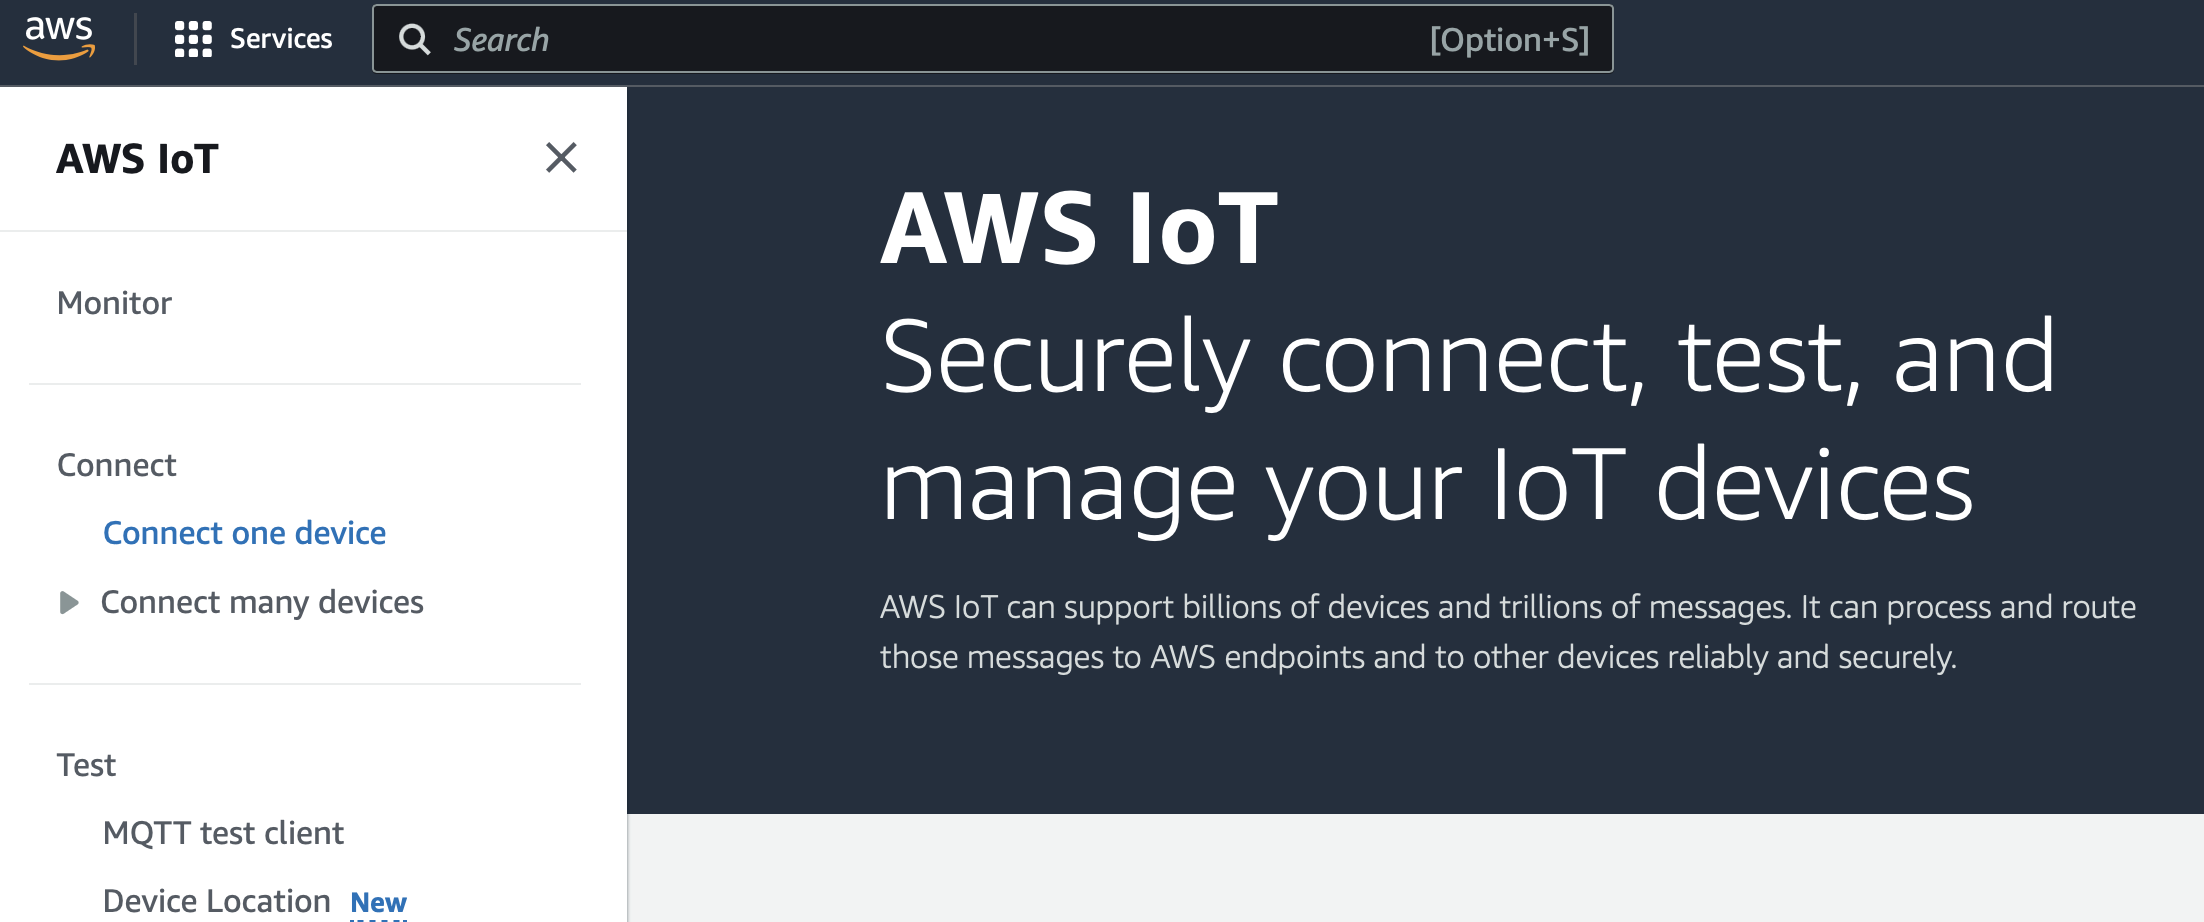 aws
Services
Search
[Option+S]
AWS IoT
Monitor
Connect
Connect one device
Connect many devices
Test
MQTT test client
Device Location New
AWS IoT
Securely connect, test, and
manage your IoT devices
AWS IoT can support billions of devices and trillions of messages. It can process and route
those messages to AWS endpoints and to other devices reliably and securely.